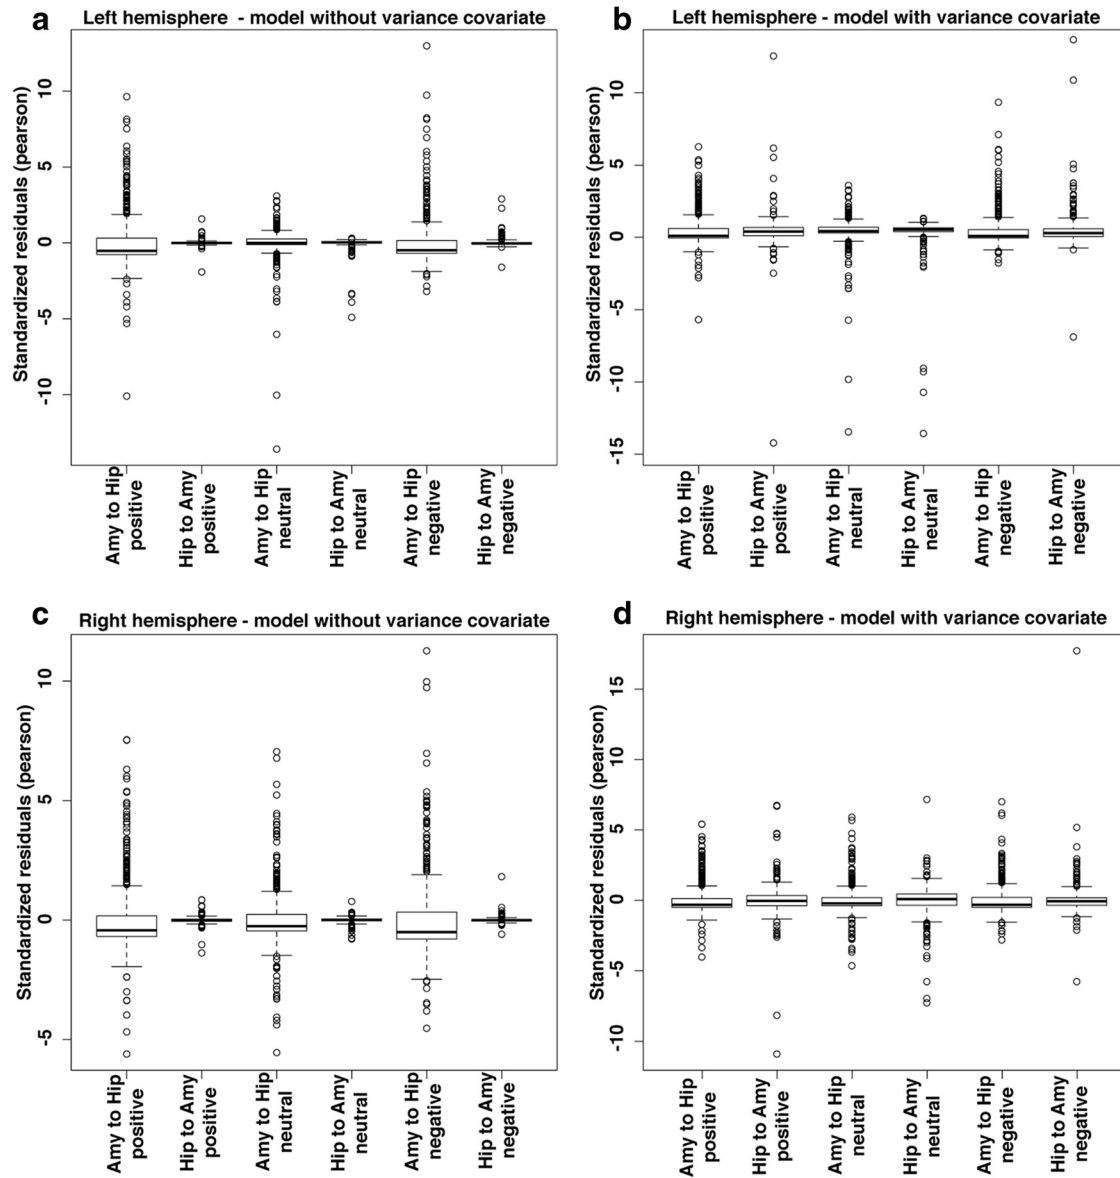 a
Left hemisphere - model without variance covariate
Standardized residuals (pearson)
10
5
0
-5
-10
Amy to Hip
positive
Hip to Amy
positive
Amy to Hip
neutral
Hip to Amy
neutral
Amy to Hip
negative
Hip to Amy
negative
b
Left hemisphere - model with variance covariate
Standardized residuals (pearson)
10
5
0
-5
-10
-15
Amy to Hip
positive
Hip to Amy
positive
Amy to Hip
neutral
Hip to Amy
neutral
Amy to Hip
negative
Hip to Amy
negative
c
Right hemisphere - model without variance covariate
Standardized residuals (pearson)
10
5
0
-5
Amy to Hip
positive
Hip to Amy
positive
Amy to Hip
neutral
Hip to Amy
neutral
Amy to Hip
negative
Hip to Amy
negative
d
Right hemisphere - model with variance covariate
Standardized residuals (pearson)
15
10
5
0
-5
-10
Amy to Hip
positive
Hip to Amy
positive
Amy to Hip
neutral
Hip to Amy
neutral
Amy to Hip
negative
Hip to Amy
negative